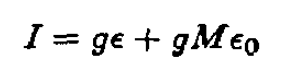 I = gϵ + gMϵ₀